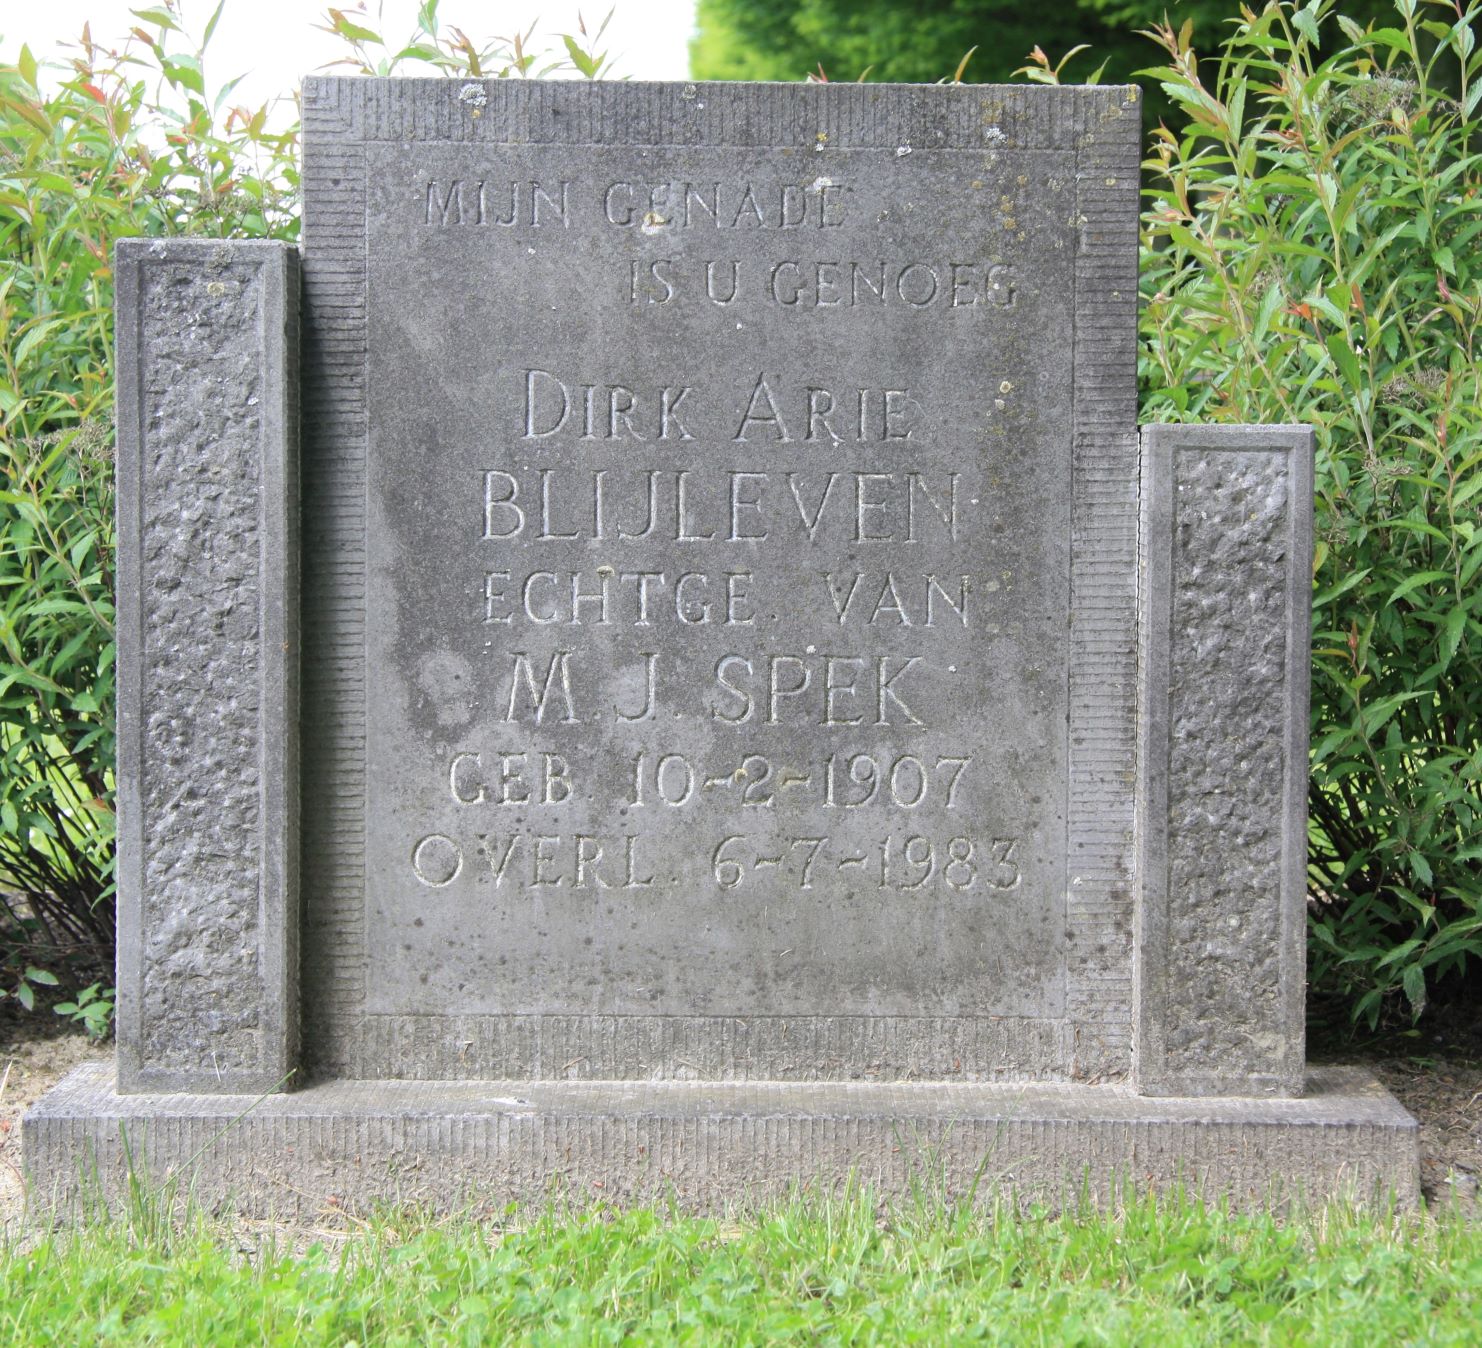 MIJN GENADE
IS U GENOEG
DIRK ARIE
BLIJLEVEN
ECHTGE. VAN
M.J. SPEK
GEB. 10-2-1907
OVERL. 6-7-1983